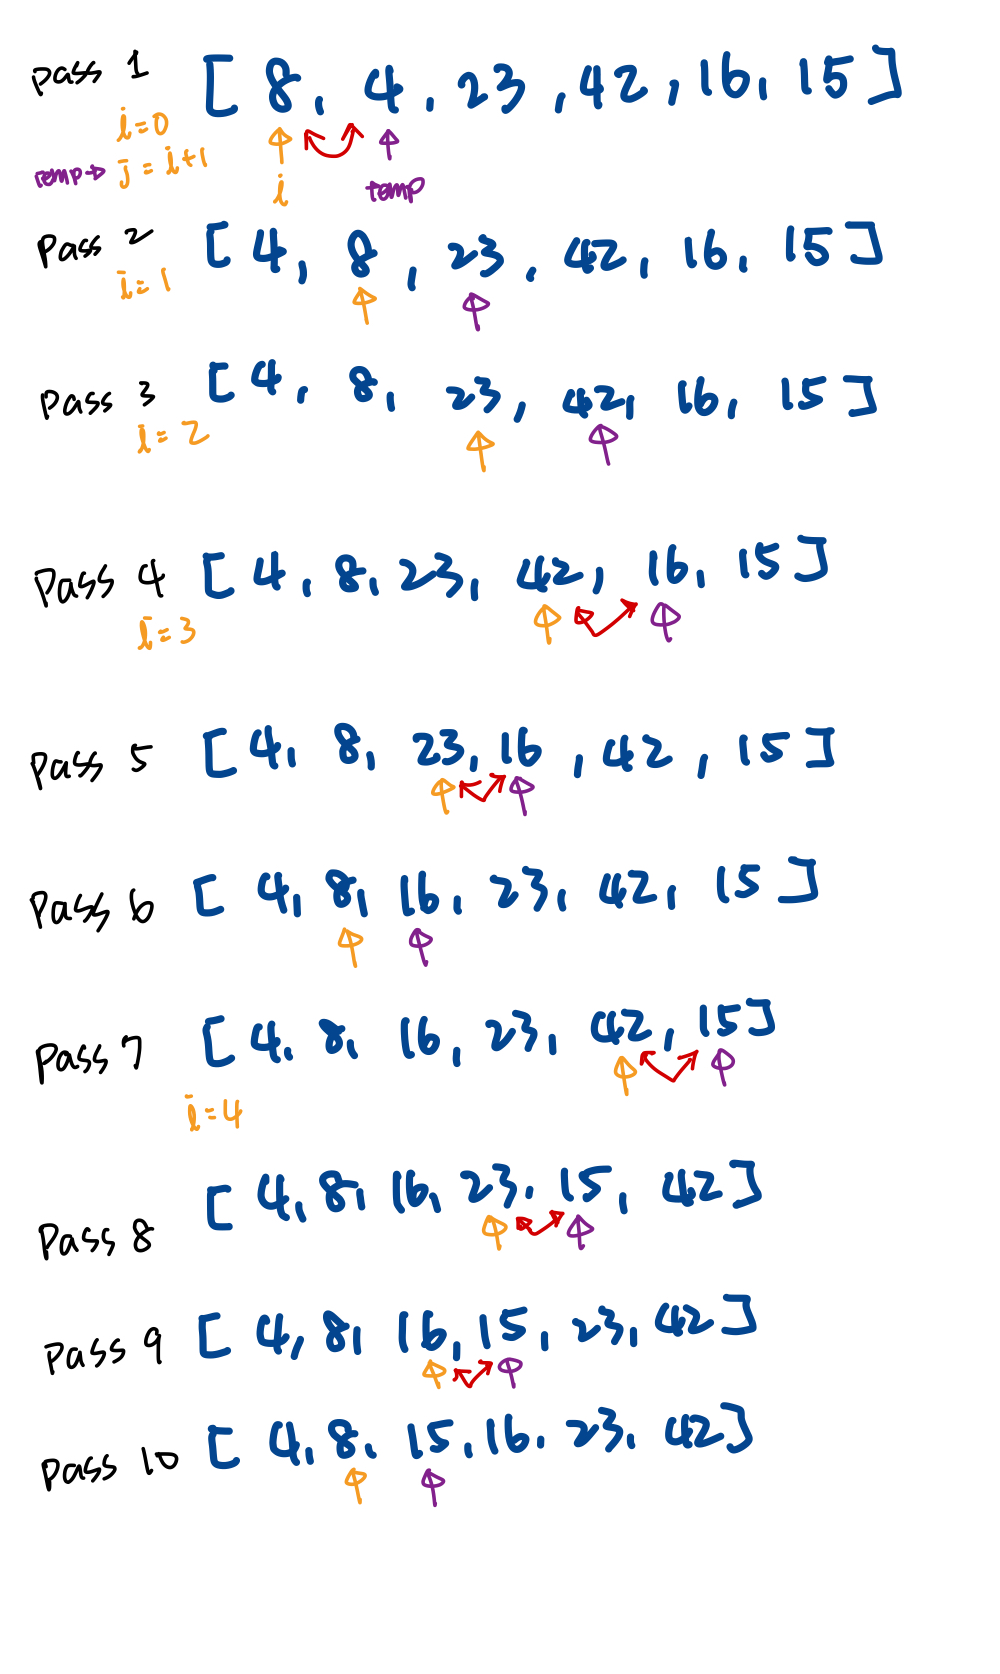 Pass 1 [ 8, 4, 23, 42, 16, 15 ]
i=0
temp→ j = i+1
i temp
Pass 2 [ 4, 8, 23, 42, 16, 15 ]
i=1
Pass 3 [ 4, 8, 23, 42, 16, 15 ]
i=2
Pass 4 [ 4, 8, 23, 42, 16, 15 ]
i=3
Pass 5 [ 4, 8, 23, 16, 42, 15 ]
Pass 6 [ 4, 8, 16, 23, 42, 15 ]
Pass 7 [ 4, 8, 16, 23, 42, 15 ]
i=4
Pass 8 [ 4, 8, 16, 23, 15, 42 ]
Pass 9 [ 4, 8, 16, 15, 23, 42 ]
Pass 10 [ 4, 8, 15, 16, 23, 42 ]